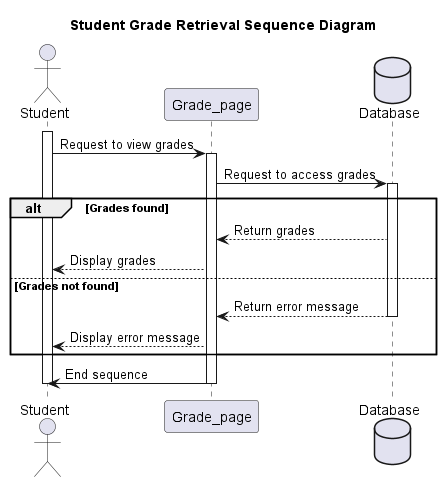 Student Grade Retrieval Sequence Diagram
Student
Grade_page
Database
Request to view grades
Request to access grades
alt [Grades found]
Return grades
Display grades
[Grades not found]
Return error message
Display error message
End sequence
Student
Grade_page
Database